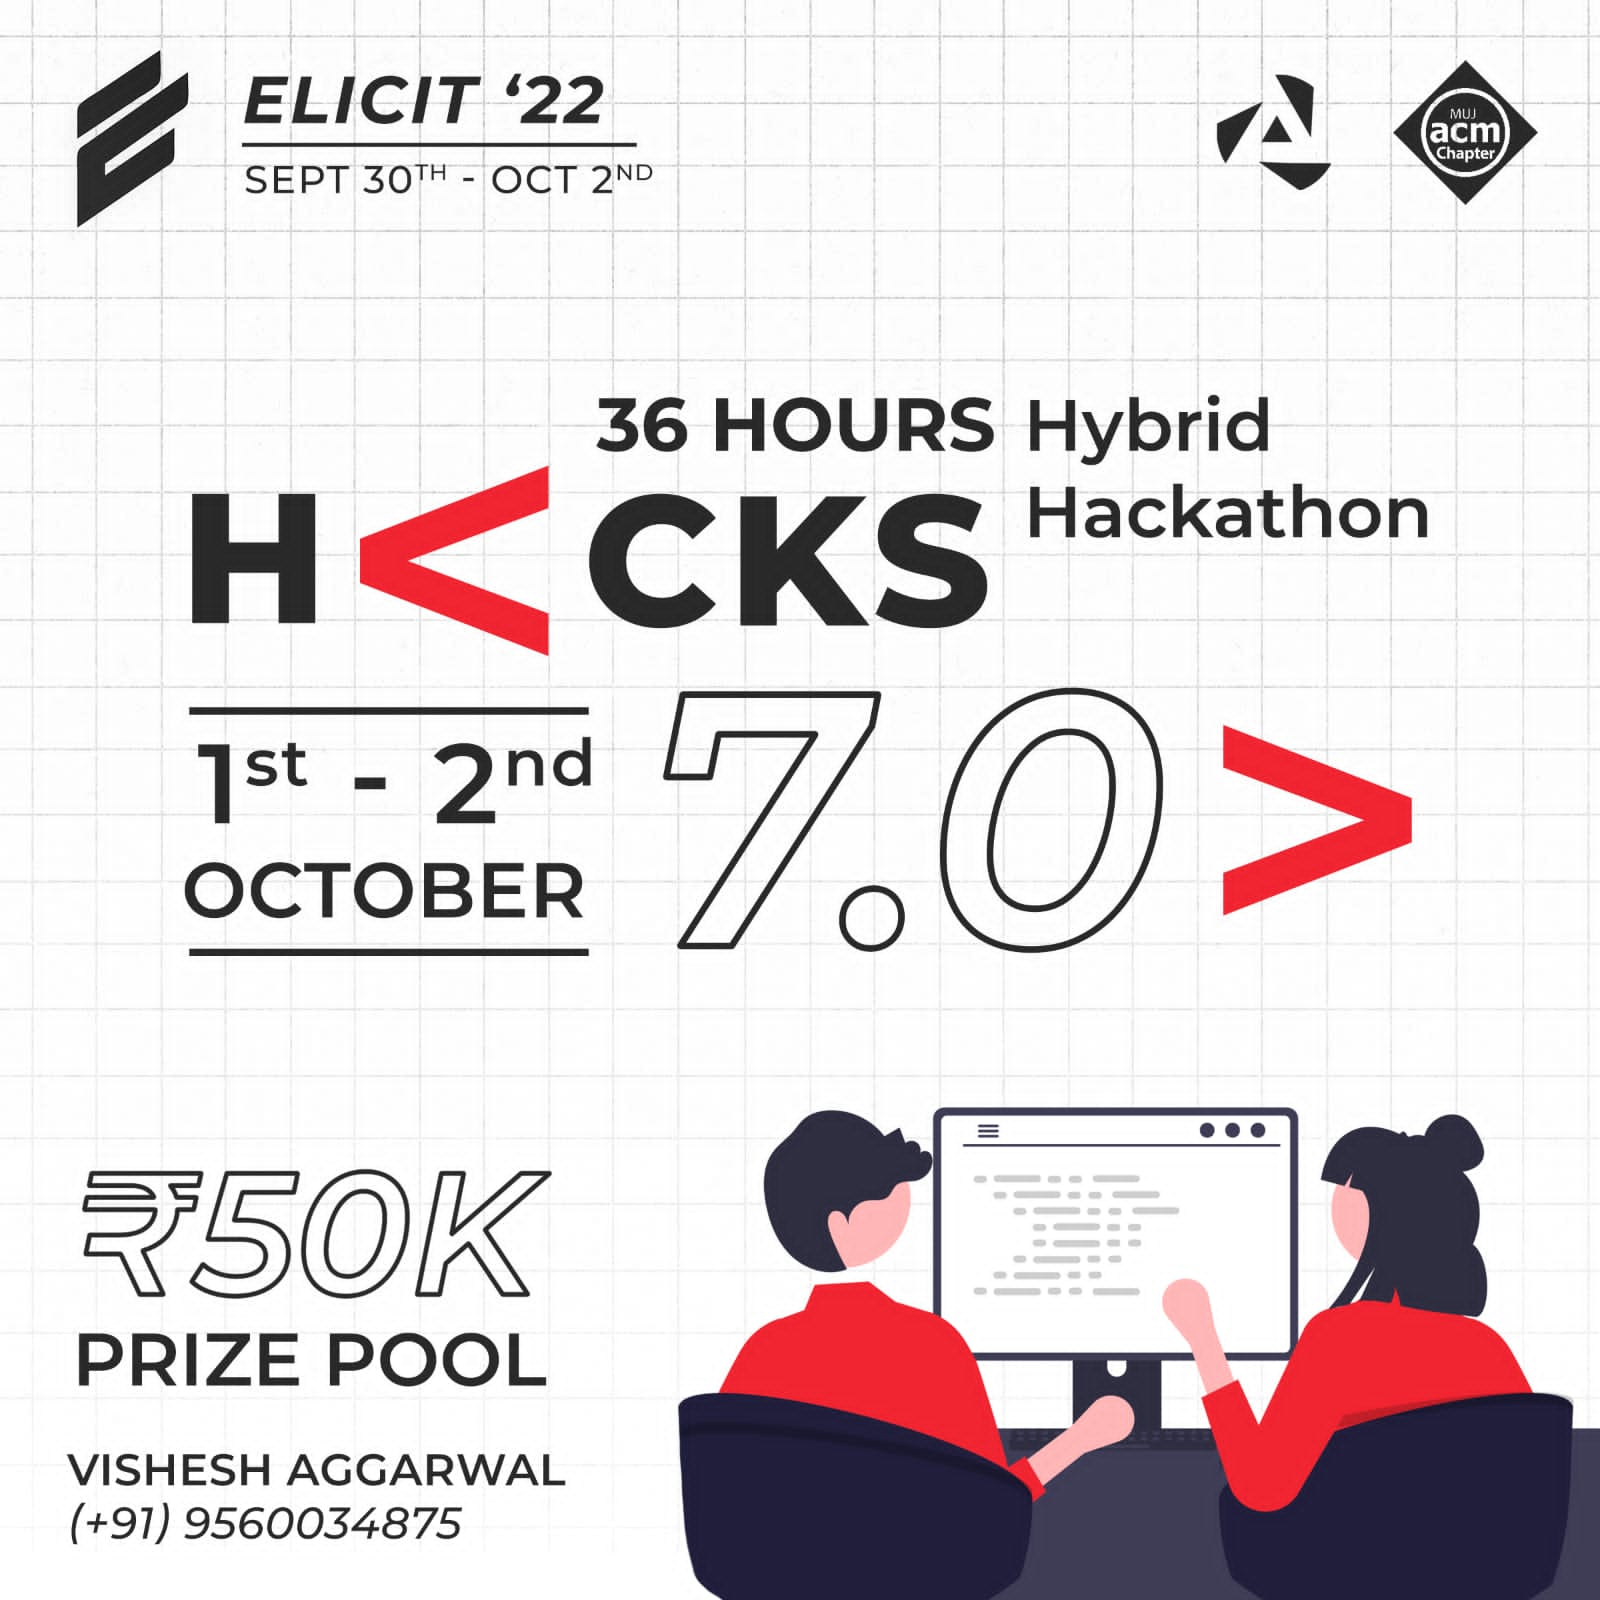 ELICIT ‘22
SEPT 30TH - OCT 2ND
MUJ
acm
Chapter
36 HOURS Hybrid
Hackathon
H<CKS
1st - 2nd
OCTOBER
7.0>
₹50K
PRIZE POOL
VISHESH AGGARWAL
(+91) 9560034875